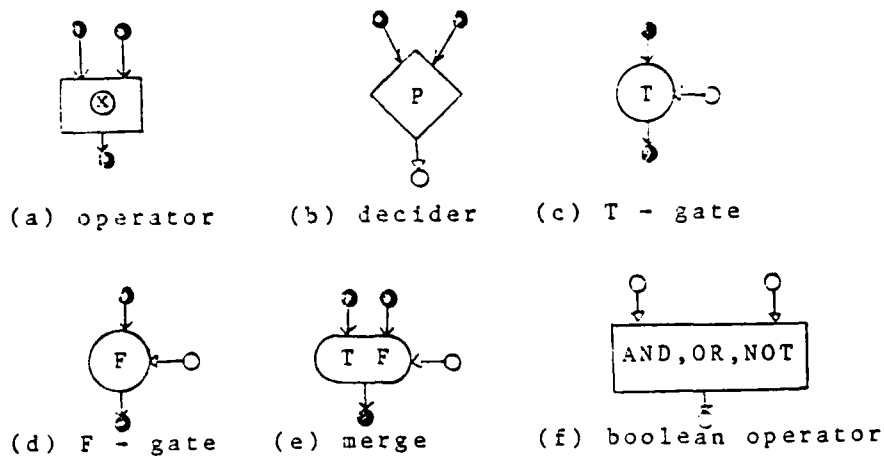 X
P
T
(a) operator
(b) decider
(c) T - gate
F
T F
AND,OR,NOT
(d) F - gate
(e) merge
(f) boolean operator